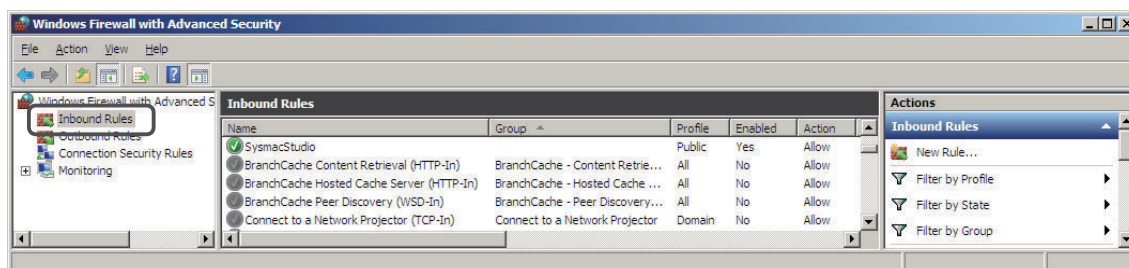 Windows Firewall with Advanced Security
File Action View Help
Windows Firewall with Advanced S
Inbound Rules
Outbound Rules
Connection Security Rules
Monitoring
Inbound Rules
Name Group Profile Enabled Action
SysmacStudio Public Yes Allow
BranchCache Content Retrieval (HTTP-In) BranchCache - Content Retrie... All No Allow
BranchCache Hosted Cache Server (HTTP-In) BranchCache - Hosted Cache ... All No Allow
BranchCache Peer Discovery (WSD-In) BranchCache - Peer Discovery... All No Allow
Connect to a Network Projector (TCP-In) Connect to a Network Projector Domain No Allow
Actions
Inbound Rules
New Rule...
Filter by Profile
Filter by State
Filter by Group